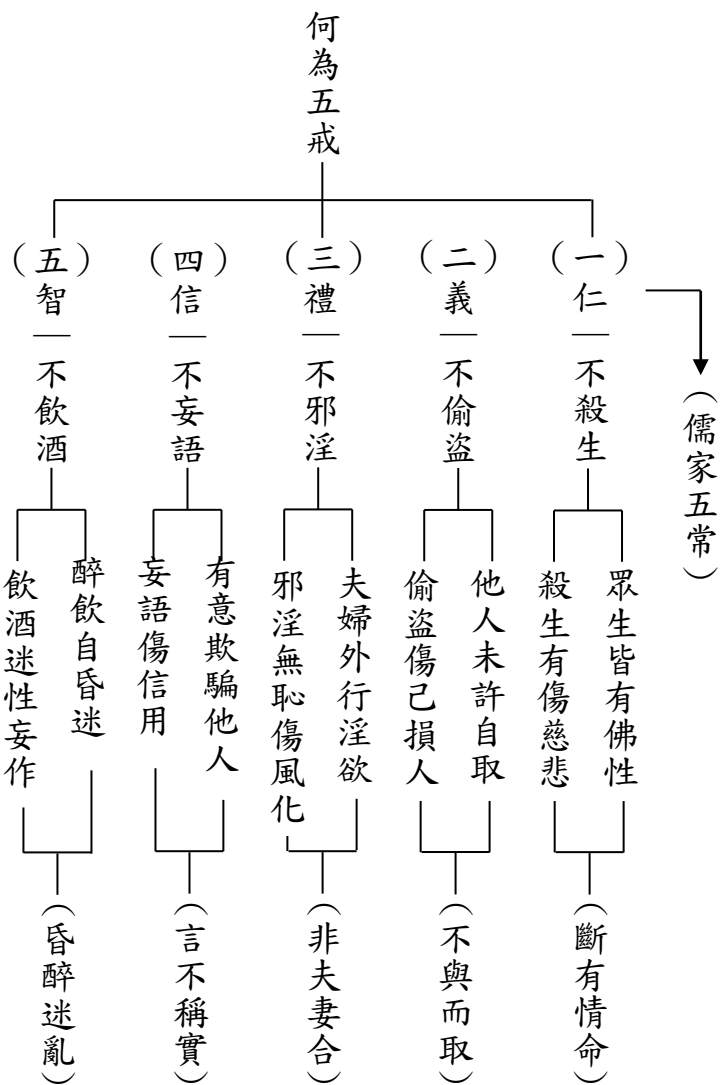 何為五戒
（儒家五常）
（一）仁｜不殺生
眾生皆有佛性
殺生有傷慈悲
（斷有情命）
（二）義｜不偷盜
他人未許自取
偷盜傷己損人
（不與而取）
（三）禮｜不邪淫
夫婦外行淫欲
邪淫無恥傷風化
（非夫妻合）
（四）信｜不妄語
有意欺騙他人
妄語傷信用
（言不稱實）
（五）智｜不飲酒
醉飲自昏迷
飲酒迷性妄作
（昏醉迷亂）